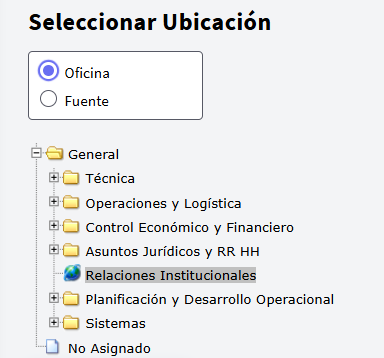 Seleccionar Ubicación
Oficina
Fuente
General
Técnica
Operaciones y Logística
Control Económico y Financiero
Asuntos Jurídicos y RR HH
Relaciones Institucionales
Planificación y Desarrollo Operacional
Sistemas
No Asignado